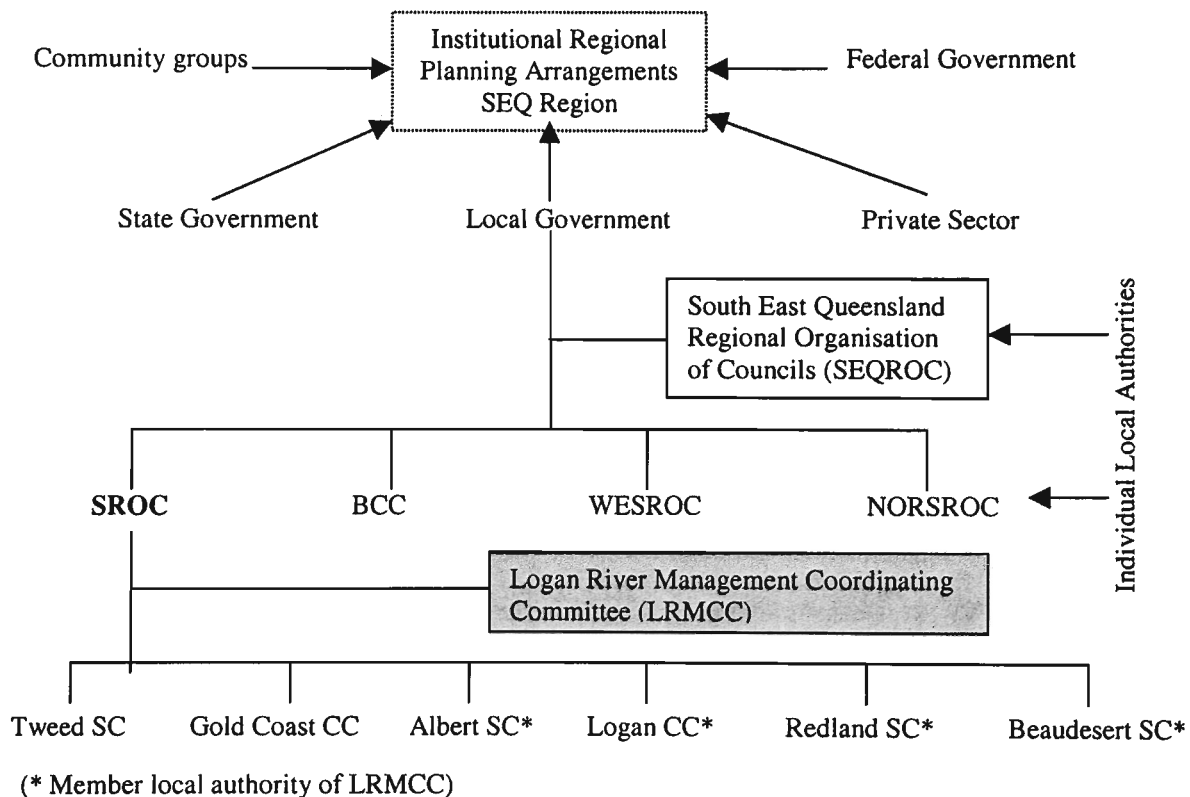 Institutional Regional
Planning Arrangements
SEQ Region
Community groups
Federal Government
State Government
Local Government
Private Sector
South East Queensland
Regional Organisation
of Councils (SEQROC)
Individual Local Authorities
SROC
BCC
WESROC
NORSROC
Logan River Management Coordinating
Committee (LRMCC)
Tweed SC
Gold Coast CC
Albert SC*
Logan CC*
Redland SC*
Beaudesert SC*
(* Member local authority of LRMCC)